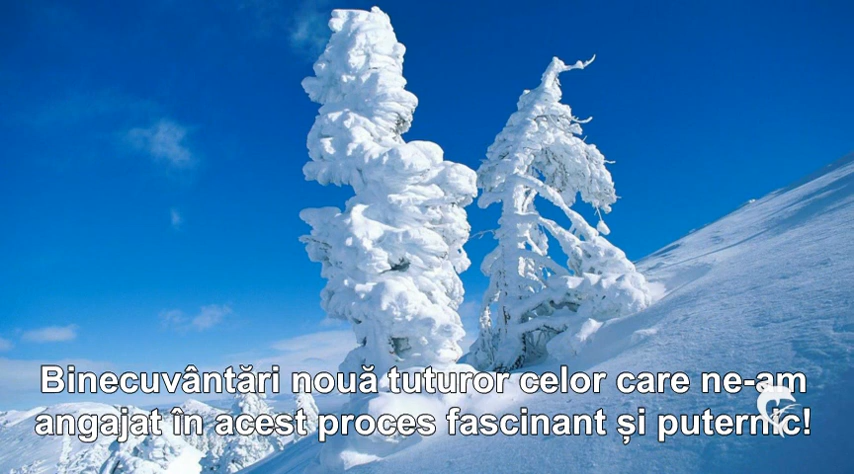 Binecuvântări nouă tuturor celor care ne-am
angajat în acest proces fascinant și puternic!